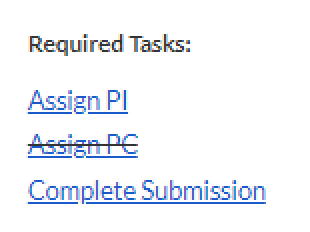 Required Tasks:
Assign PI
Assign PC
Complete Submission